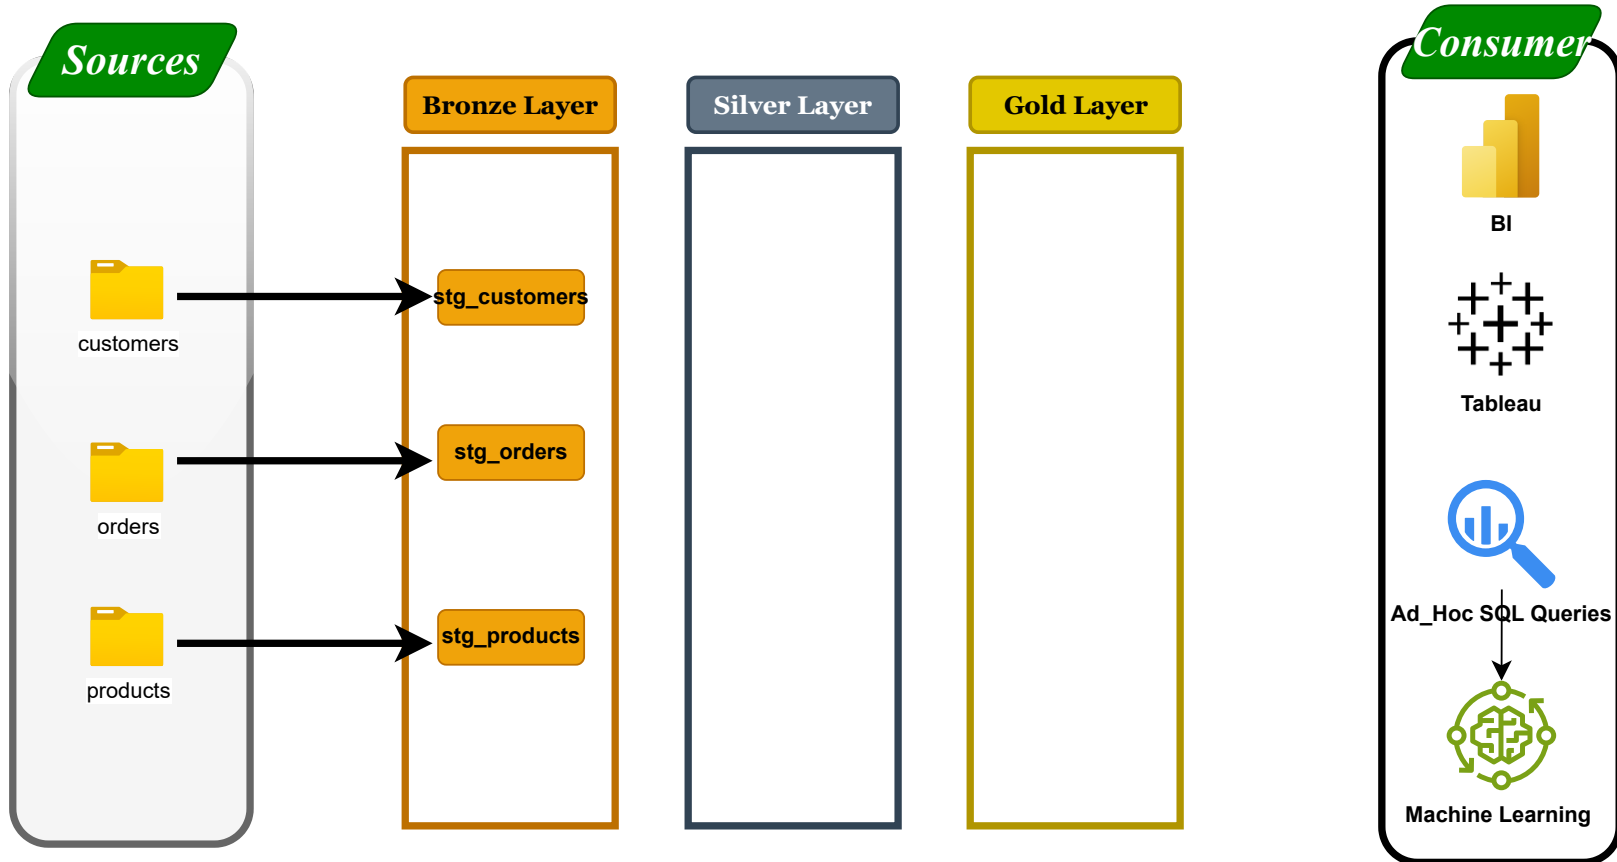 Sources
Consumer
Bronze Layer
Silver Layer
Gold Layer
BI
customers
stg_customers
Tableau
orders
stg_orders
Ad_Hoc SQL Queries
products
stg_products
Machine Learning